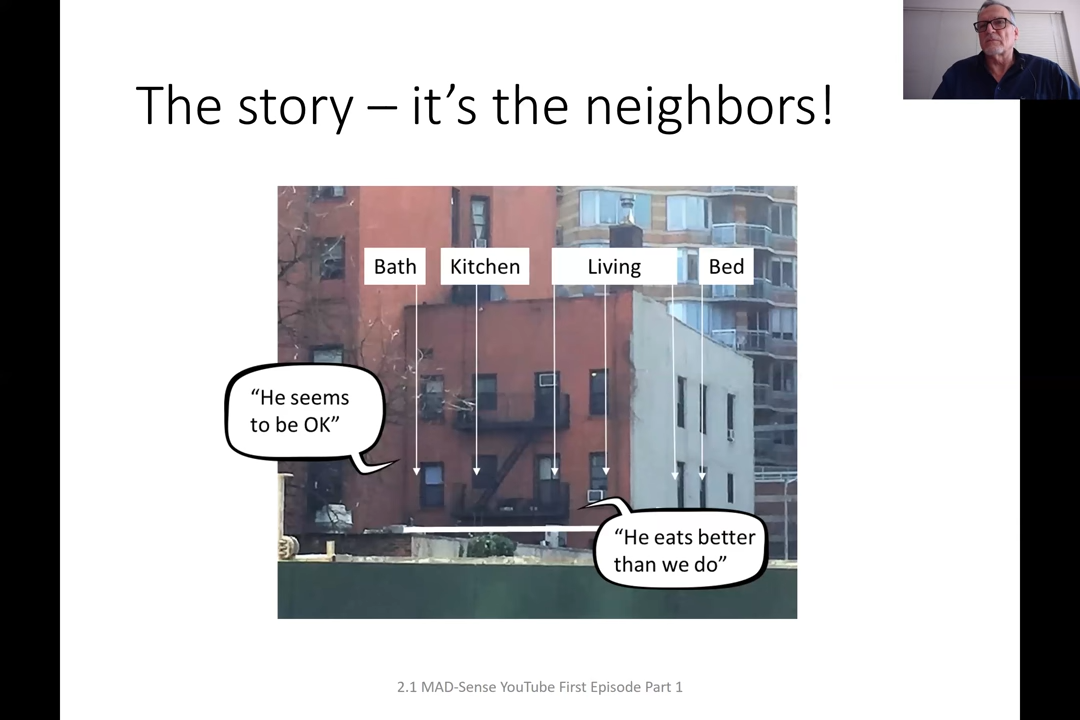 The story – it’s the neighbors!
Bath
Kitchen
Living
Bed
“He seems
to be OK”
“He eats better
than we do”
2.1 MAD-Sense YouTube First Episode Part 1